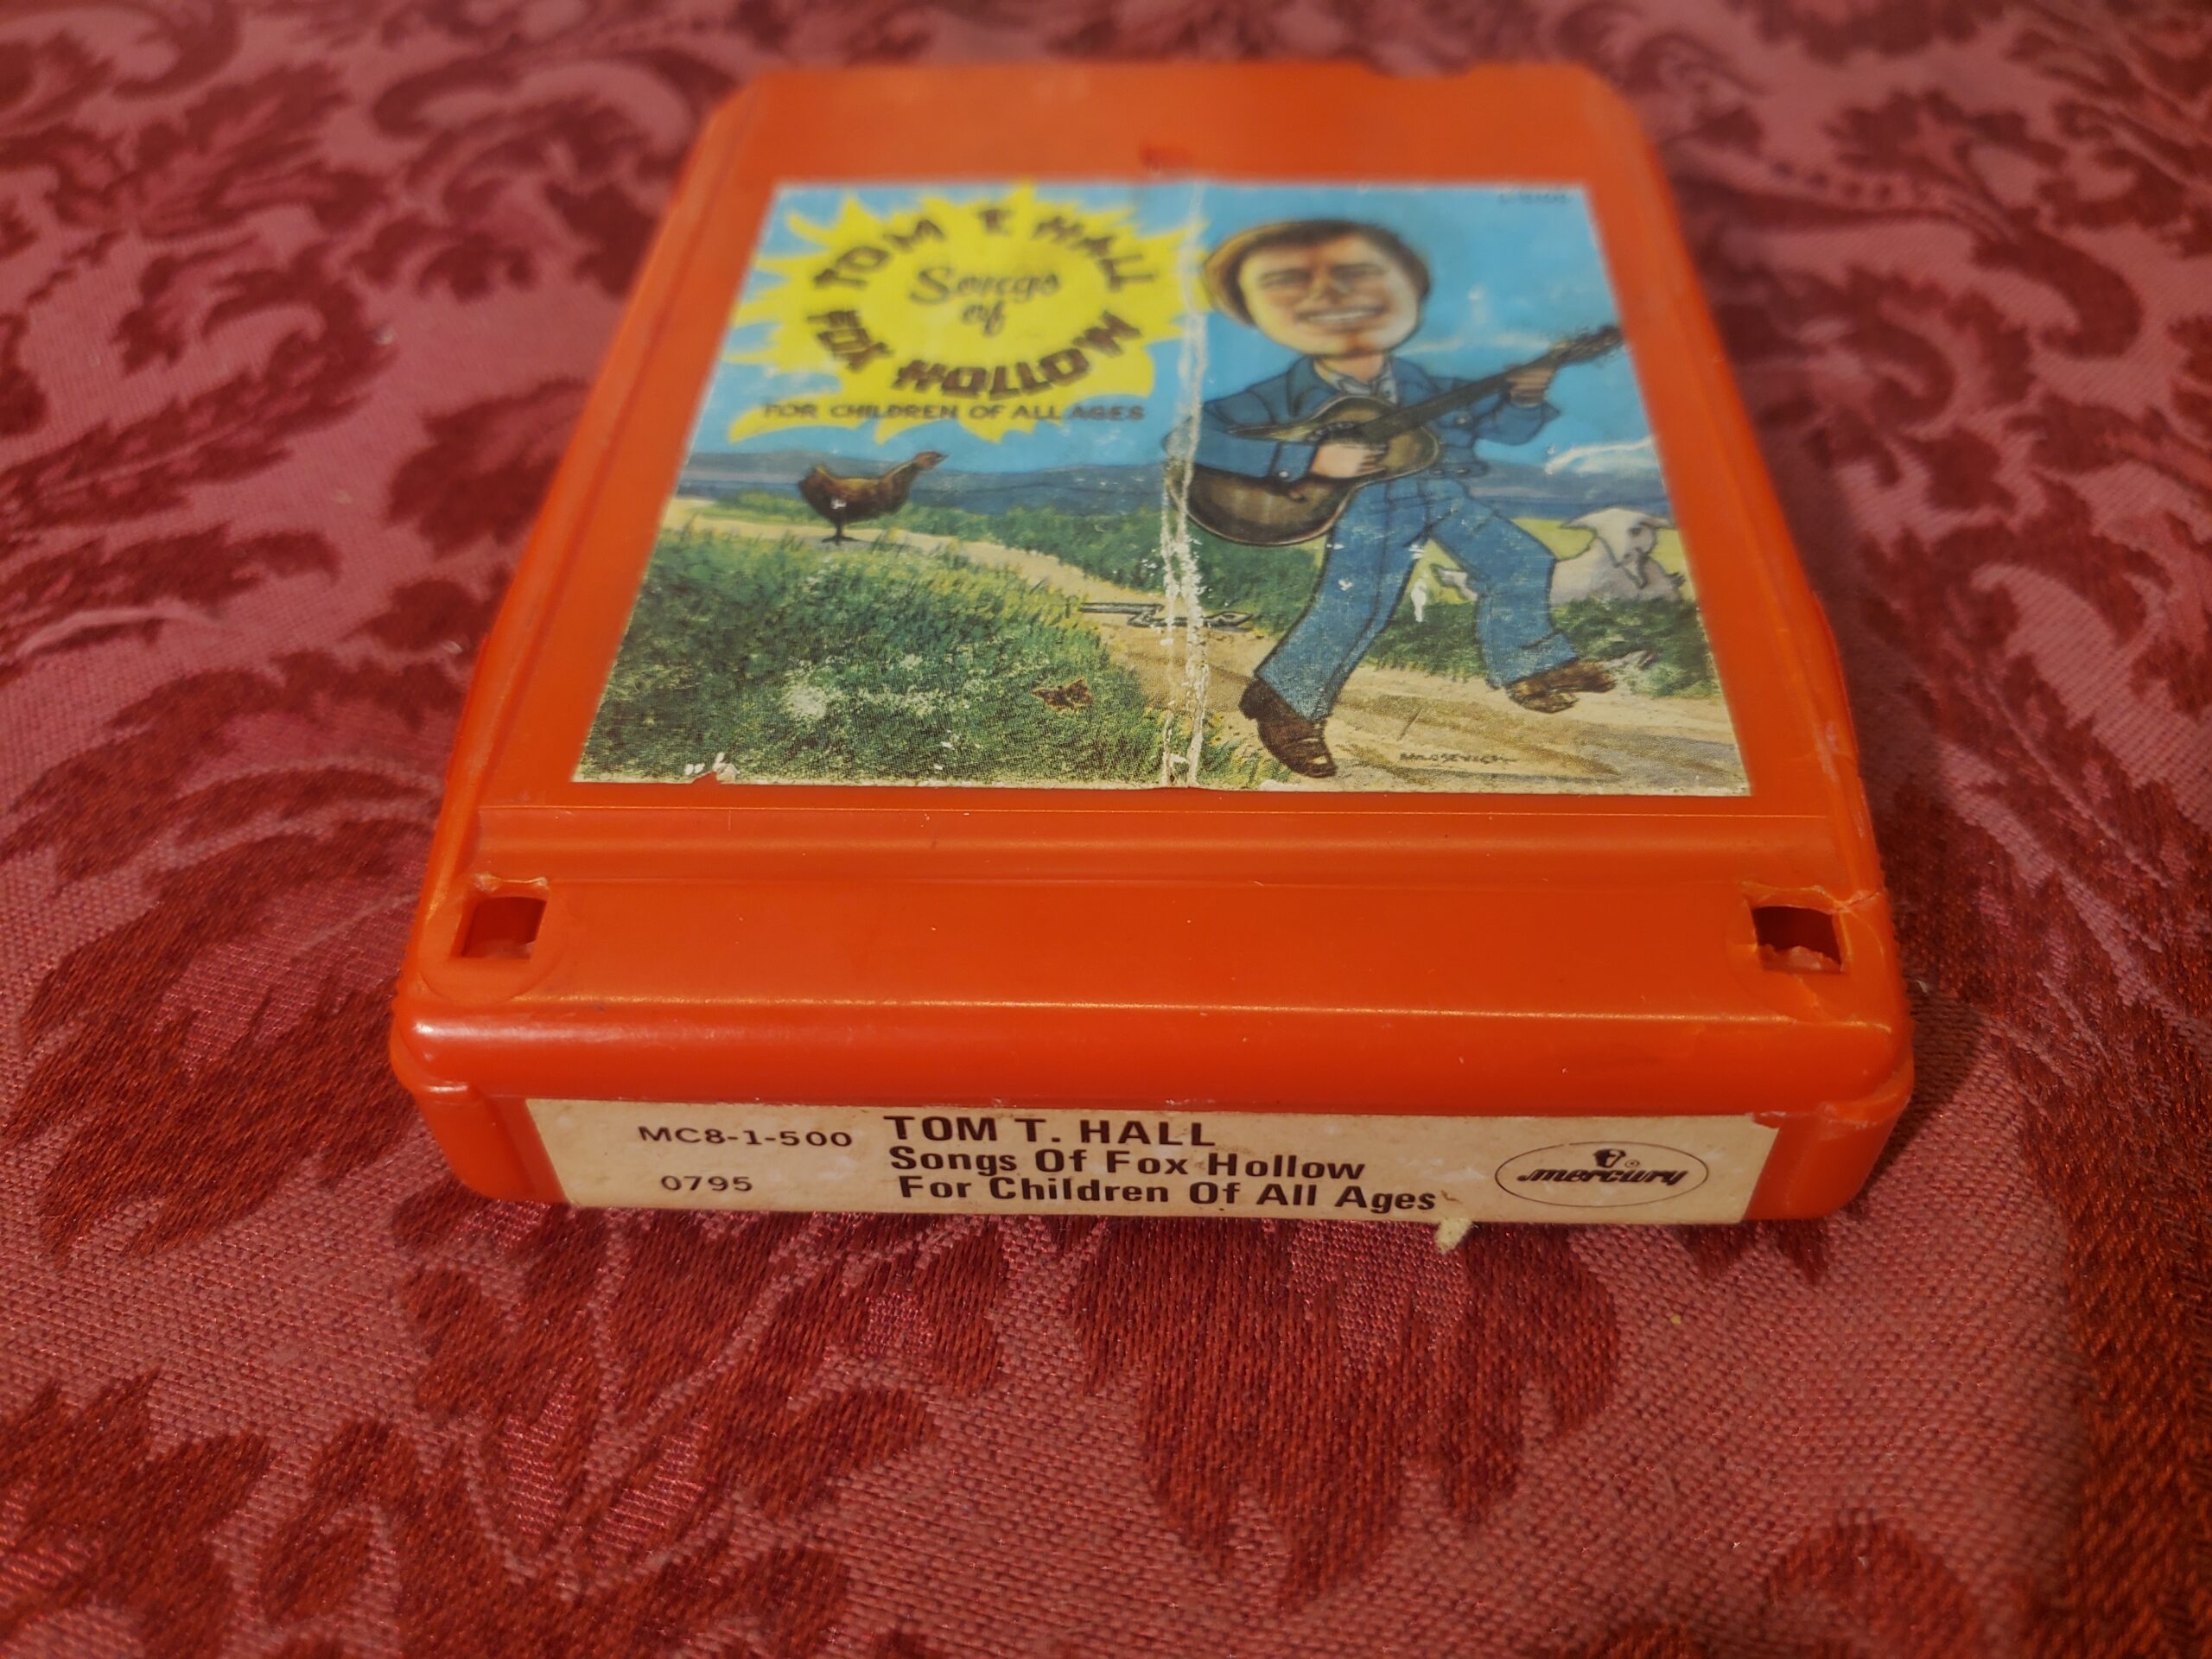 TOM T. HALL
Songs
of
FOX HOLLOW
FOR CHILDREN OF ALL AGES
MC8-1-500
0795
TOM T. HALL
Songs Of Fox Hollow
For Children Of All Ages
mercury